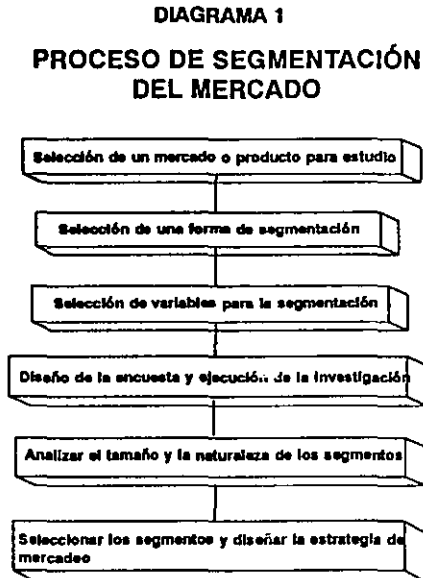 DIAGRAMA 1
PROCESO DE SEGMENTACIÓN
DEL MERCADO
Selección de un mercado o producto para estudio
Selección de una forma de segmentación
Selección de variables para la segmentación
Diseño de la encuesta y ejecución de la investigación
Analizar el tamaño y la naturaleza de los segmentos
Seleccionar los segmentos y diseñar la estrategia de
mercadeo